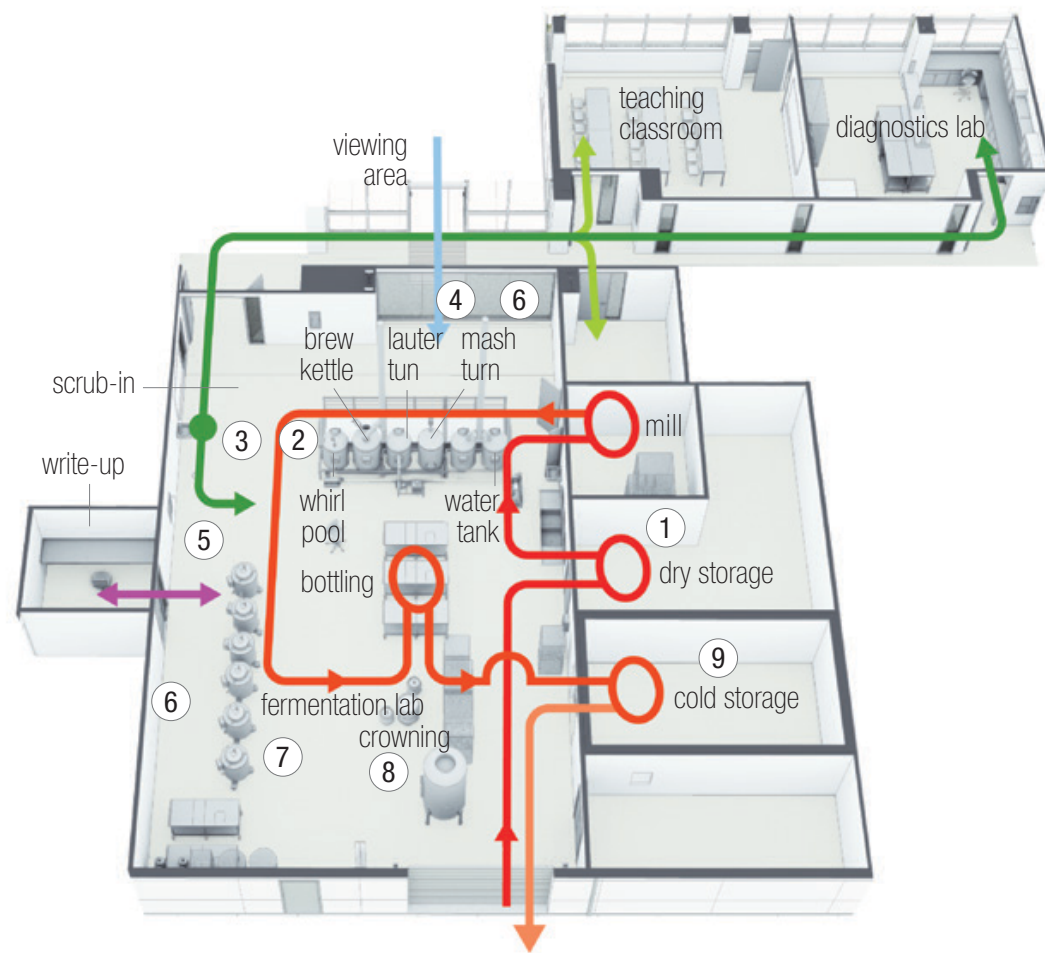 teaching
classroom
diagnostics lab
viewing
area
4
6
brew
kettle
lauter
tun
mash
turn
scrub-in
3
2
mill
write-up
whirl
pool
water
tank
1
5
bottling
dry storage
9
cold storage
6
fermentation lab
crowning
7
8